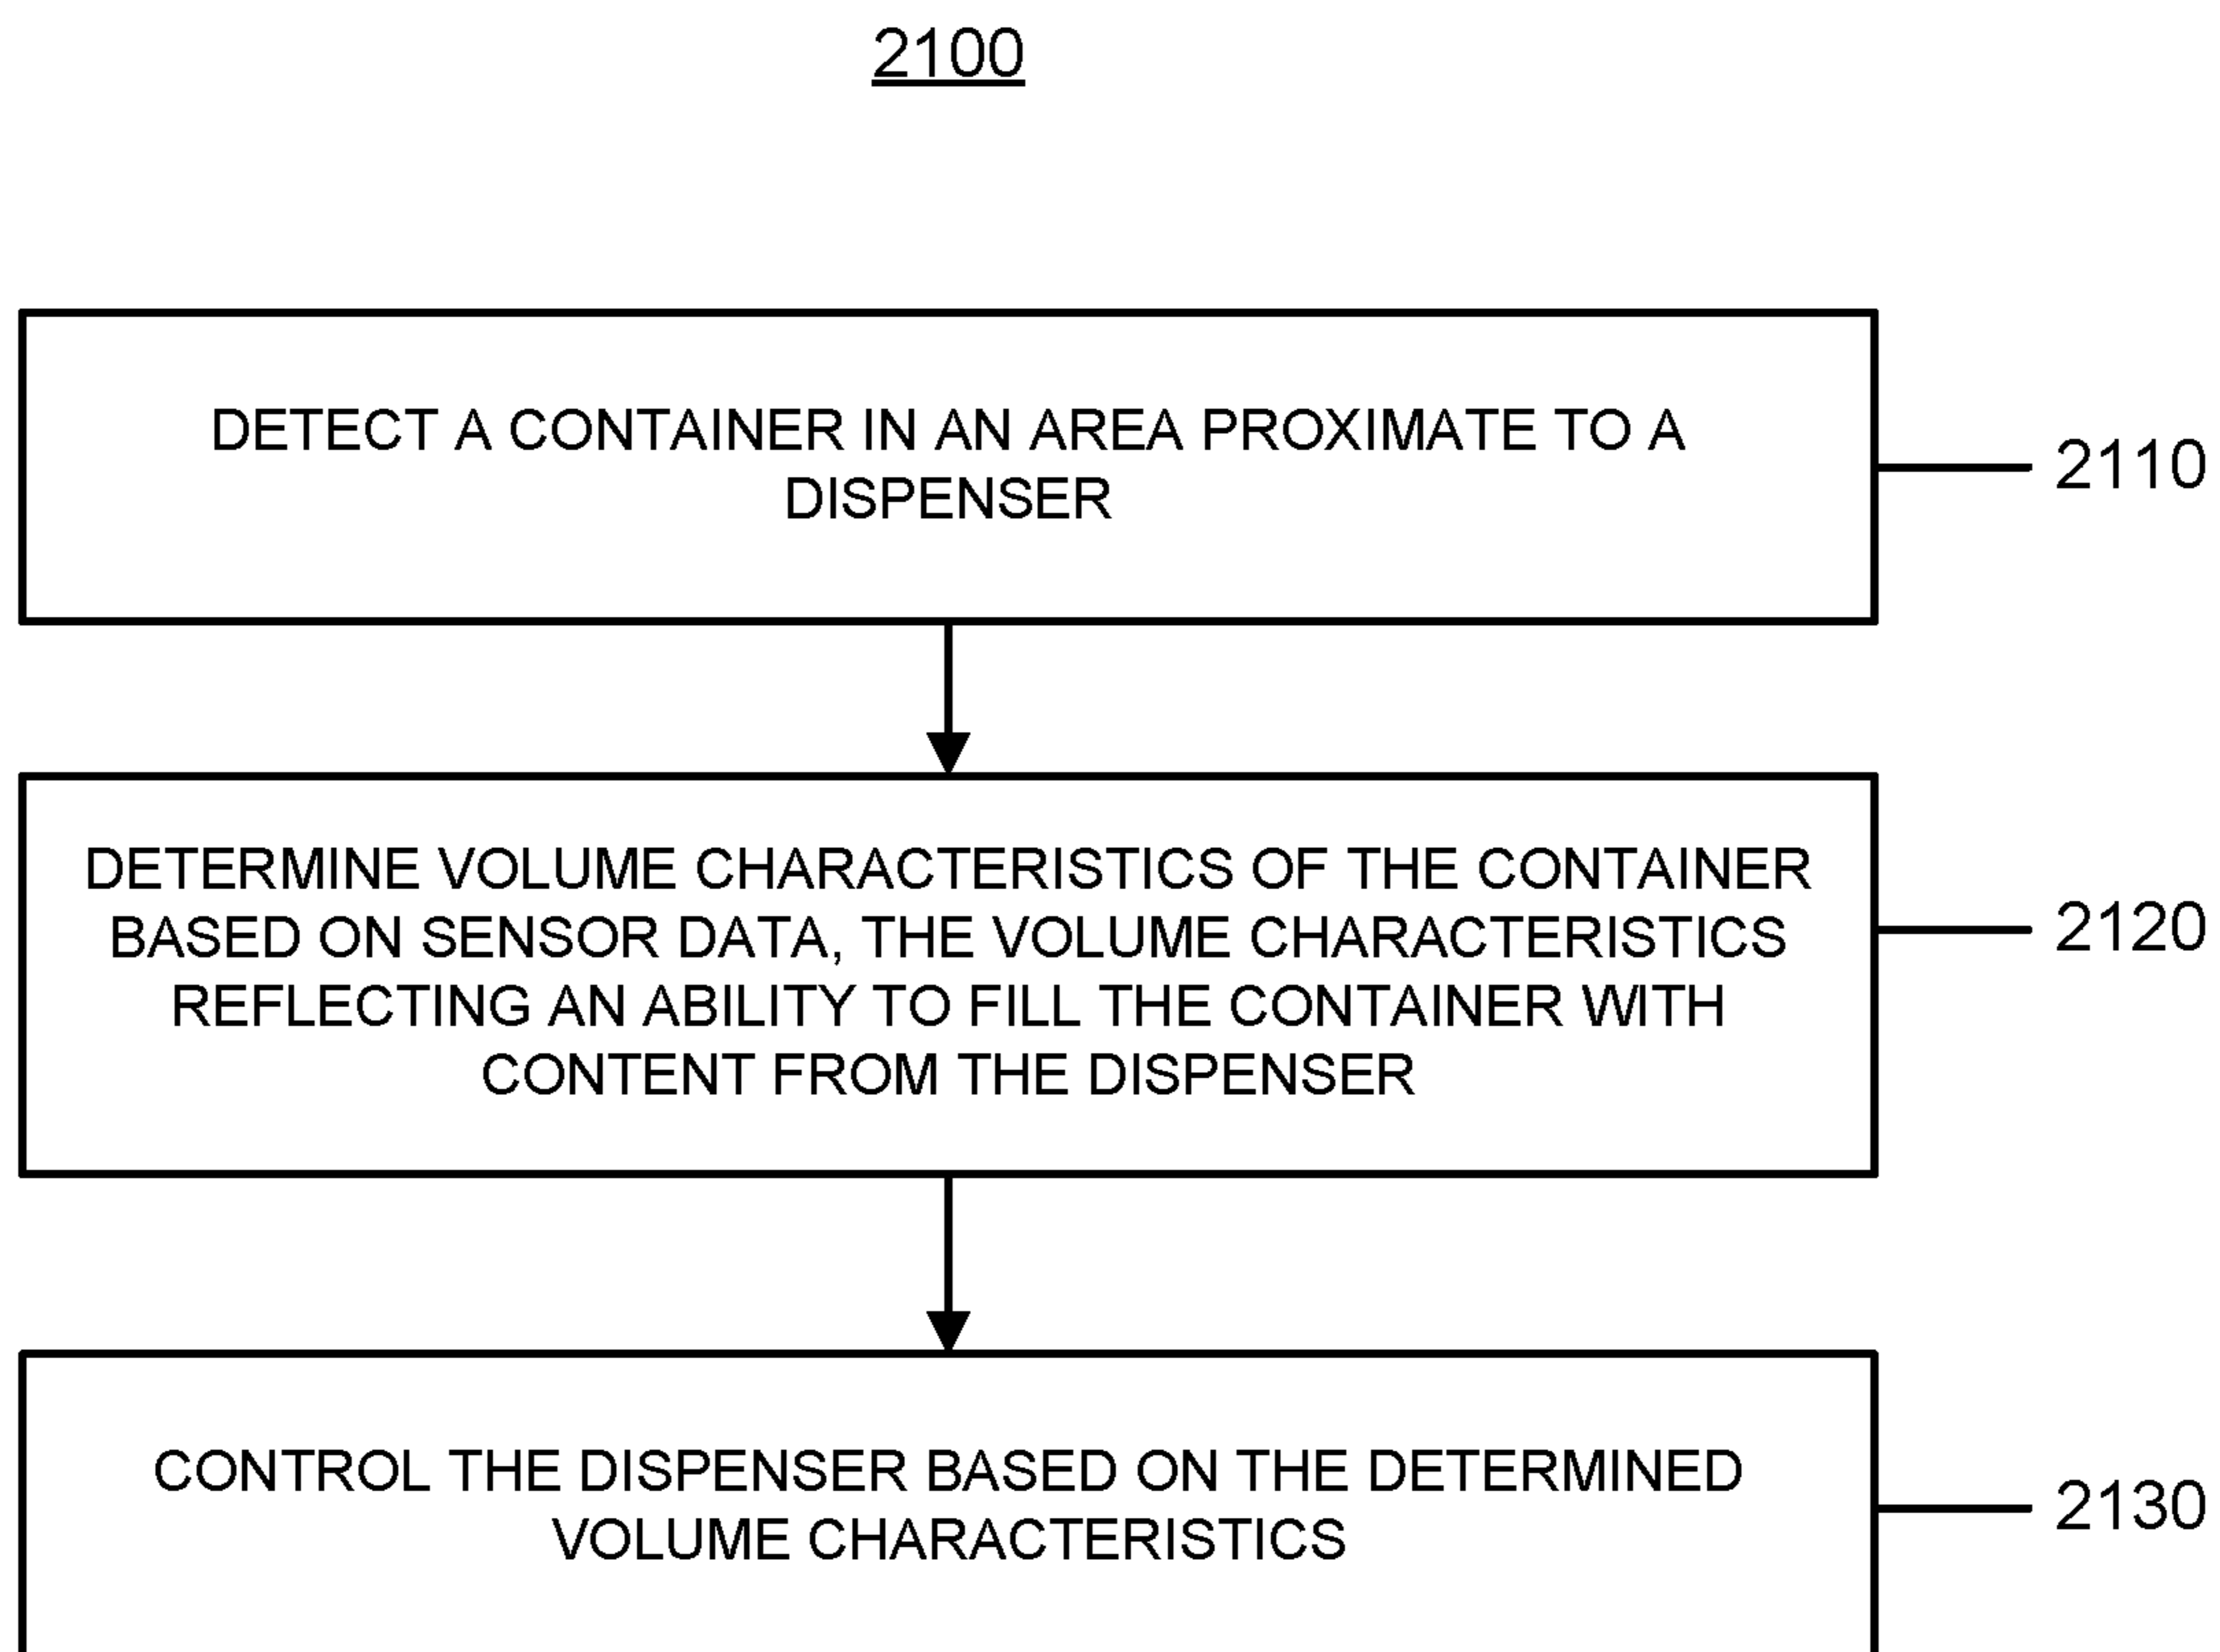 2100
DETECT A CONTAINER IN AN AREA PROXIMATE TO A
DISPENSER
2110
DETERMINE VOLUME CHARACTERISTICS OF THE CONTAINER
BASED ON SENSOR DATA, THE VOLUME CHARACTERISTICS
REFLECTING AN ABILITY TO FILL THE CONTAINER WITH
CONTENT FROM THE DISPENSER
2120
CONTROL THE DISPENSER BASED ON THE DETERMINED
VOLUME CHARACTERISTICS
2130